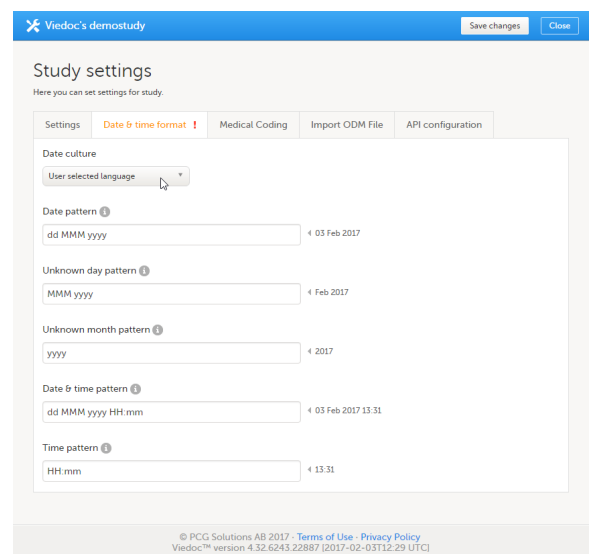 Viedoc's demostudy
Save changes
Close
Study settings
Here you can set settings for study.
Settings
Date & time format !
Medical Coding
Import ODM File
API configuration
Date culture
User selected language
Date pattern
dd MMM yyyy
03 Feb 2017
Unknown day pattern
MMM yyyy
Feb 2017
Unknown month pattern
yyyy
2017
Date & time pattern
dd MMM yyyy HH:mm
03 Feb 2017 13:31
Time pattern
HH:mm
13:31
© PCG Solutions AB 2017 · Terms of Use · Privacy Policy
Viedoc™ version 4.32.6243.22887 [2017-02-03T12:29 UTC]